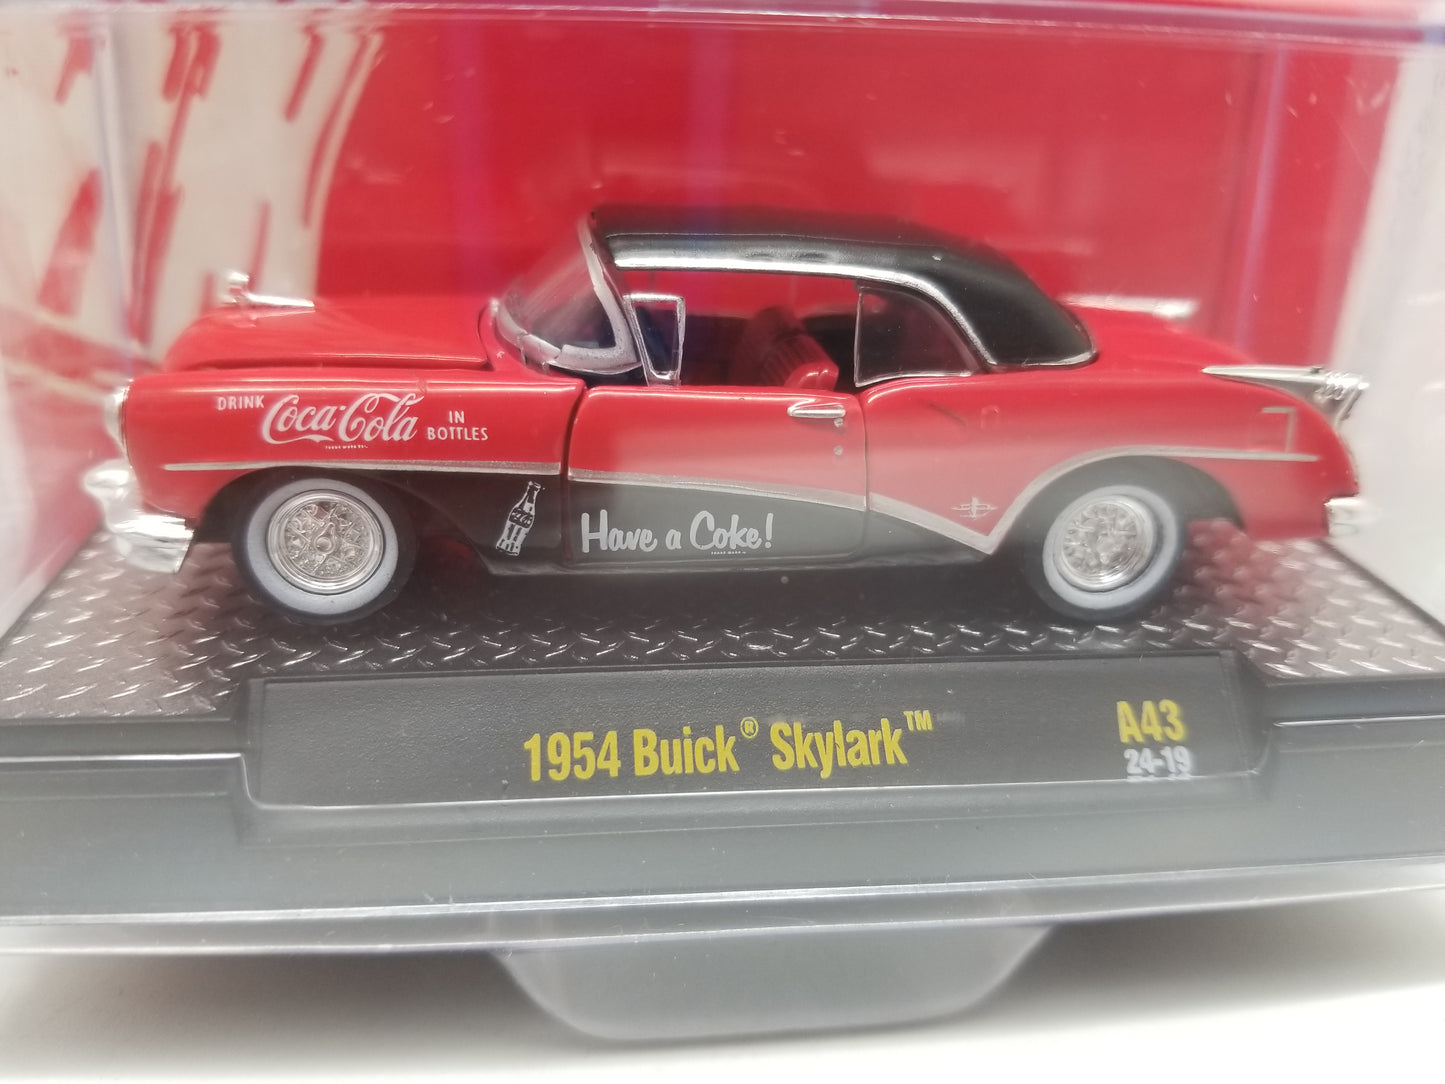 DRINK Coca-Cola IN BOTTLES
Have a Coke!
1954 Buick® Skylark™
A43
24-19